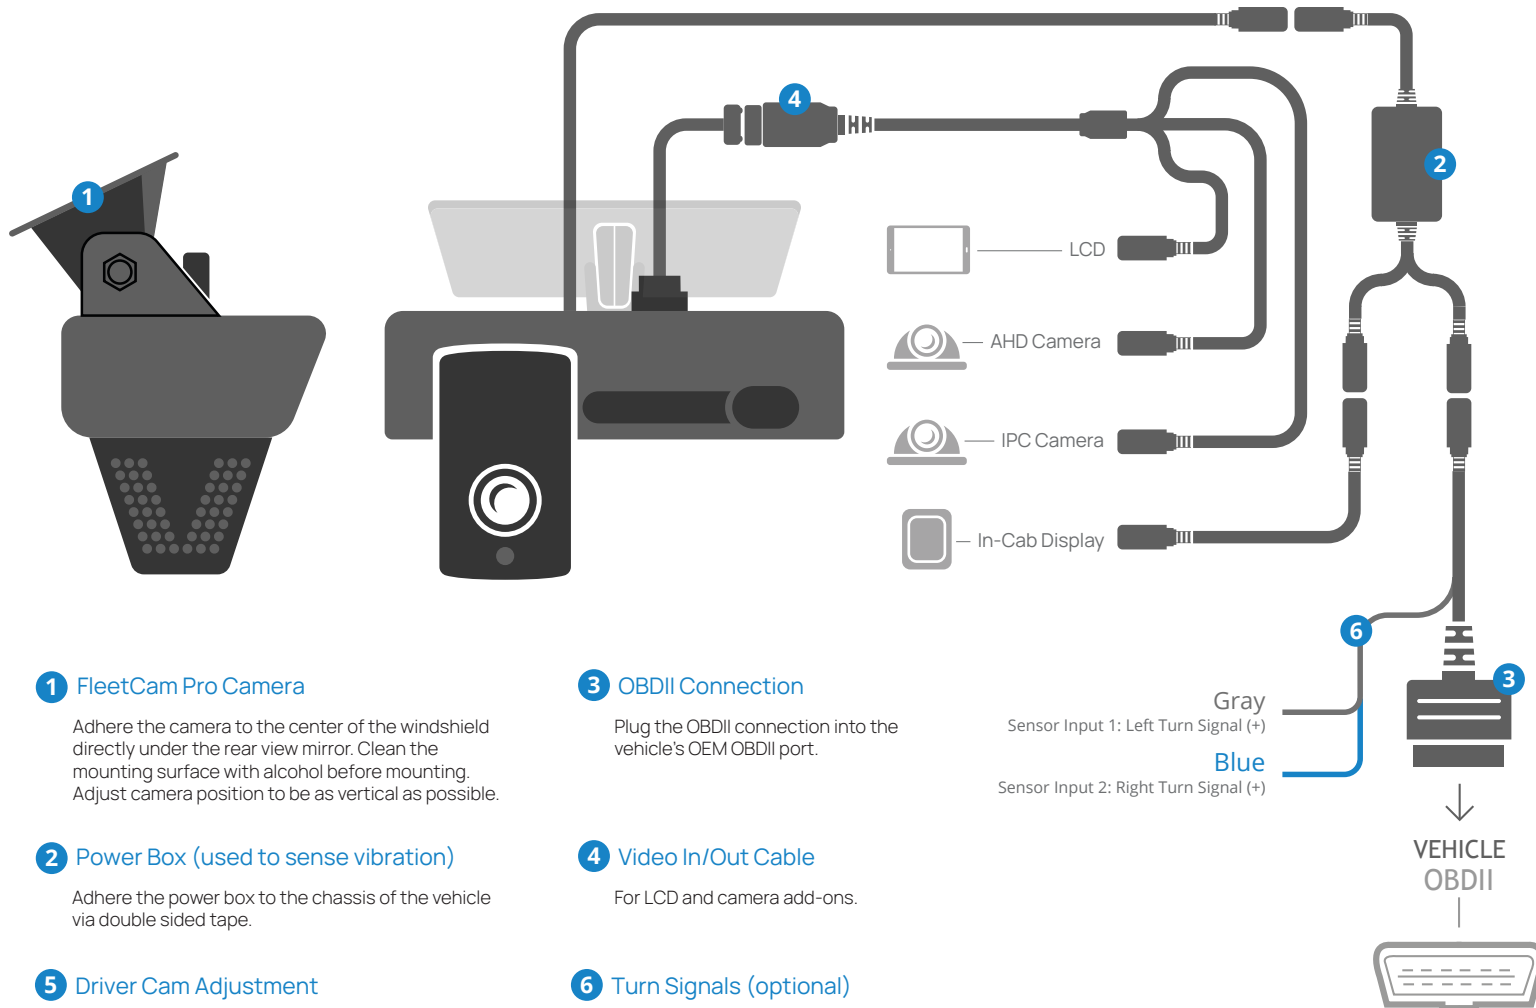 4
1
2
LCD
AHD Camera
IPC Camera
In-Cab Display
6
3
Gray
Sensor Input 1: Left Turn Signal (+)
Blue
Sensor Input 2: Right Turn Signal (+)
VEHICLE
OBDII
1 FleetCam Pro Camera
Adhere the camera to the center of the windshield
directly under the rear view mirror. Clean the
mounting surface with alcohol before mounting.
Adjust camera position to be as vertical as possible.
2 Power Box (used to sense vibration)
Adhere the power box to the chassis of the vehicle
via double sided tape.
5 Driver Cam Adjustment
3 OBDII Connection
Plug the OBDII connection into the
vehicle's OEM OBDII port.
4 Video In/Out Cable
For LCD and camera add-ons.
6 Turn Signals (optional)